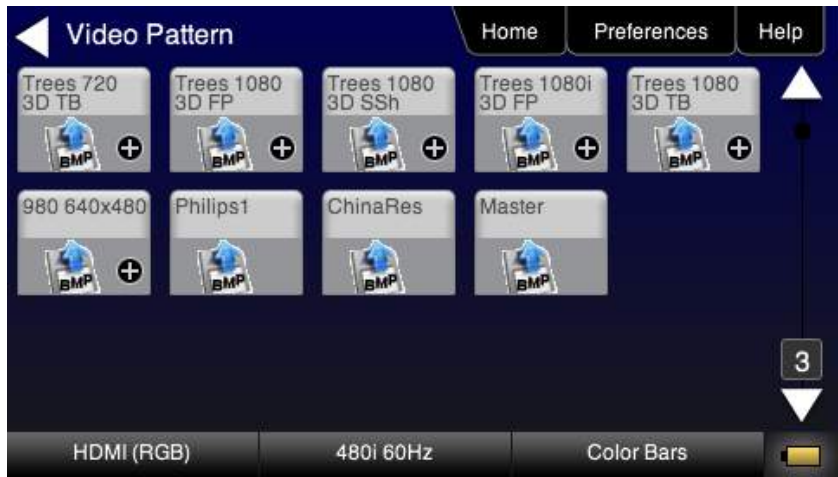 Video Pattern
Home
Preferences
Help
Trees 720
3D TB
Trees 1080
3D FP
Trees 1080
3D SSh
Trees 1080i
3D FP
Trees 1080
3D TB
BMP
BMP
BMP
BMP
BMP
980 640x480
Philips1
ChinaRes
Master
BMP
BMP
BMP
BMP
3
HDMI (RGB)
480i 60Hz
Color Bars